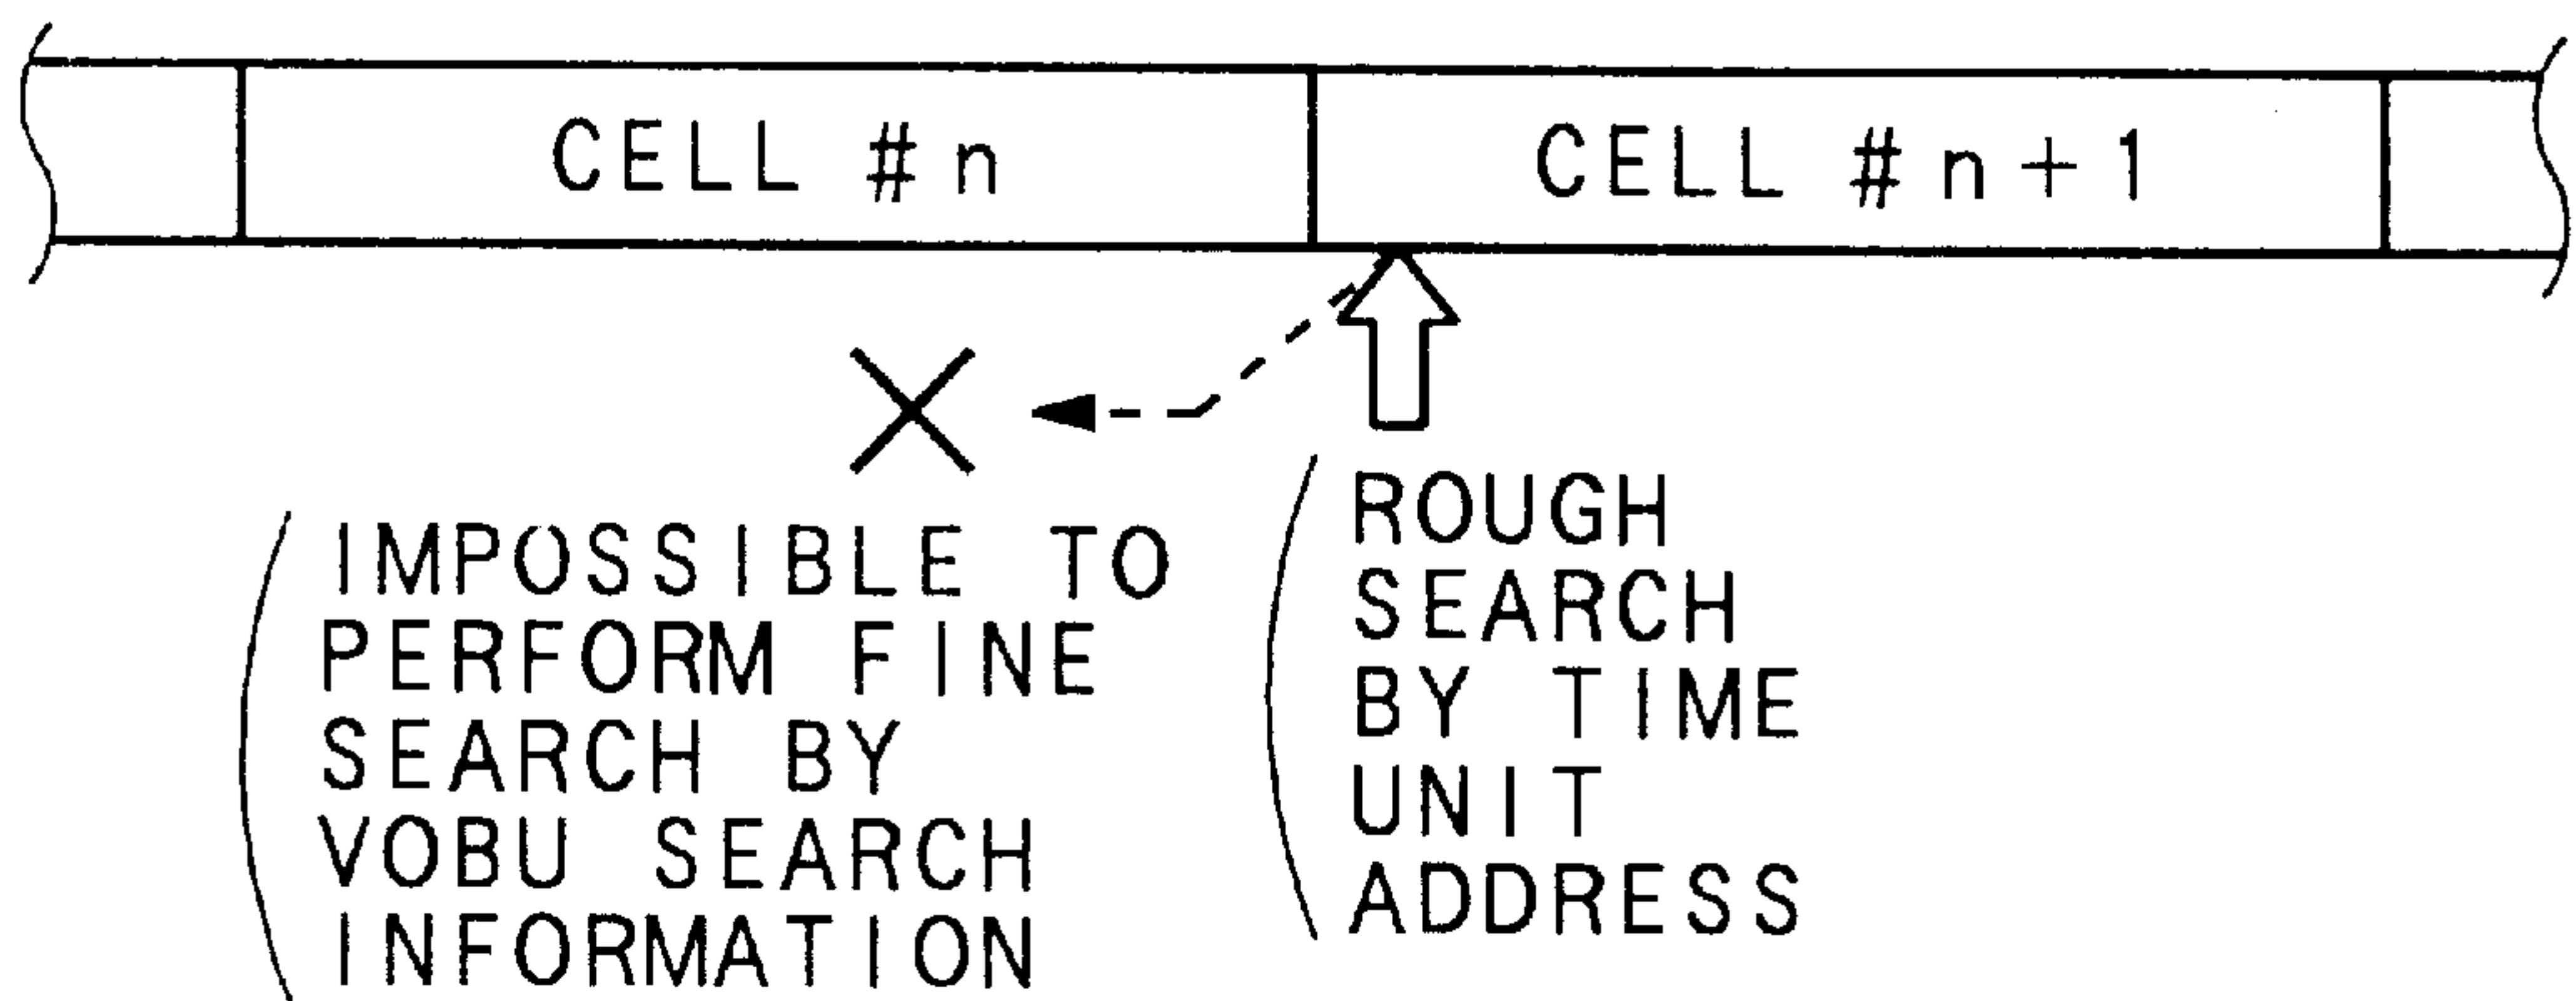 CELL #n
CELL #n+1
IMPOSSIBLE TO
PERFORM FINE
SEARCH BY
VOBU SEARCH
INFORMATION
ROUGH
SEARCH
BY TIME
UNIT
ADDRESS